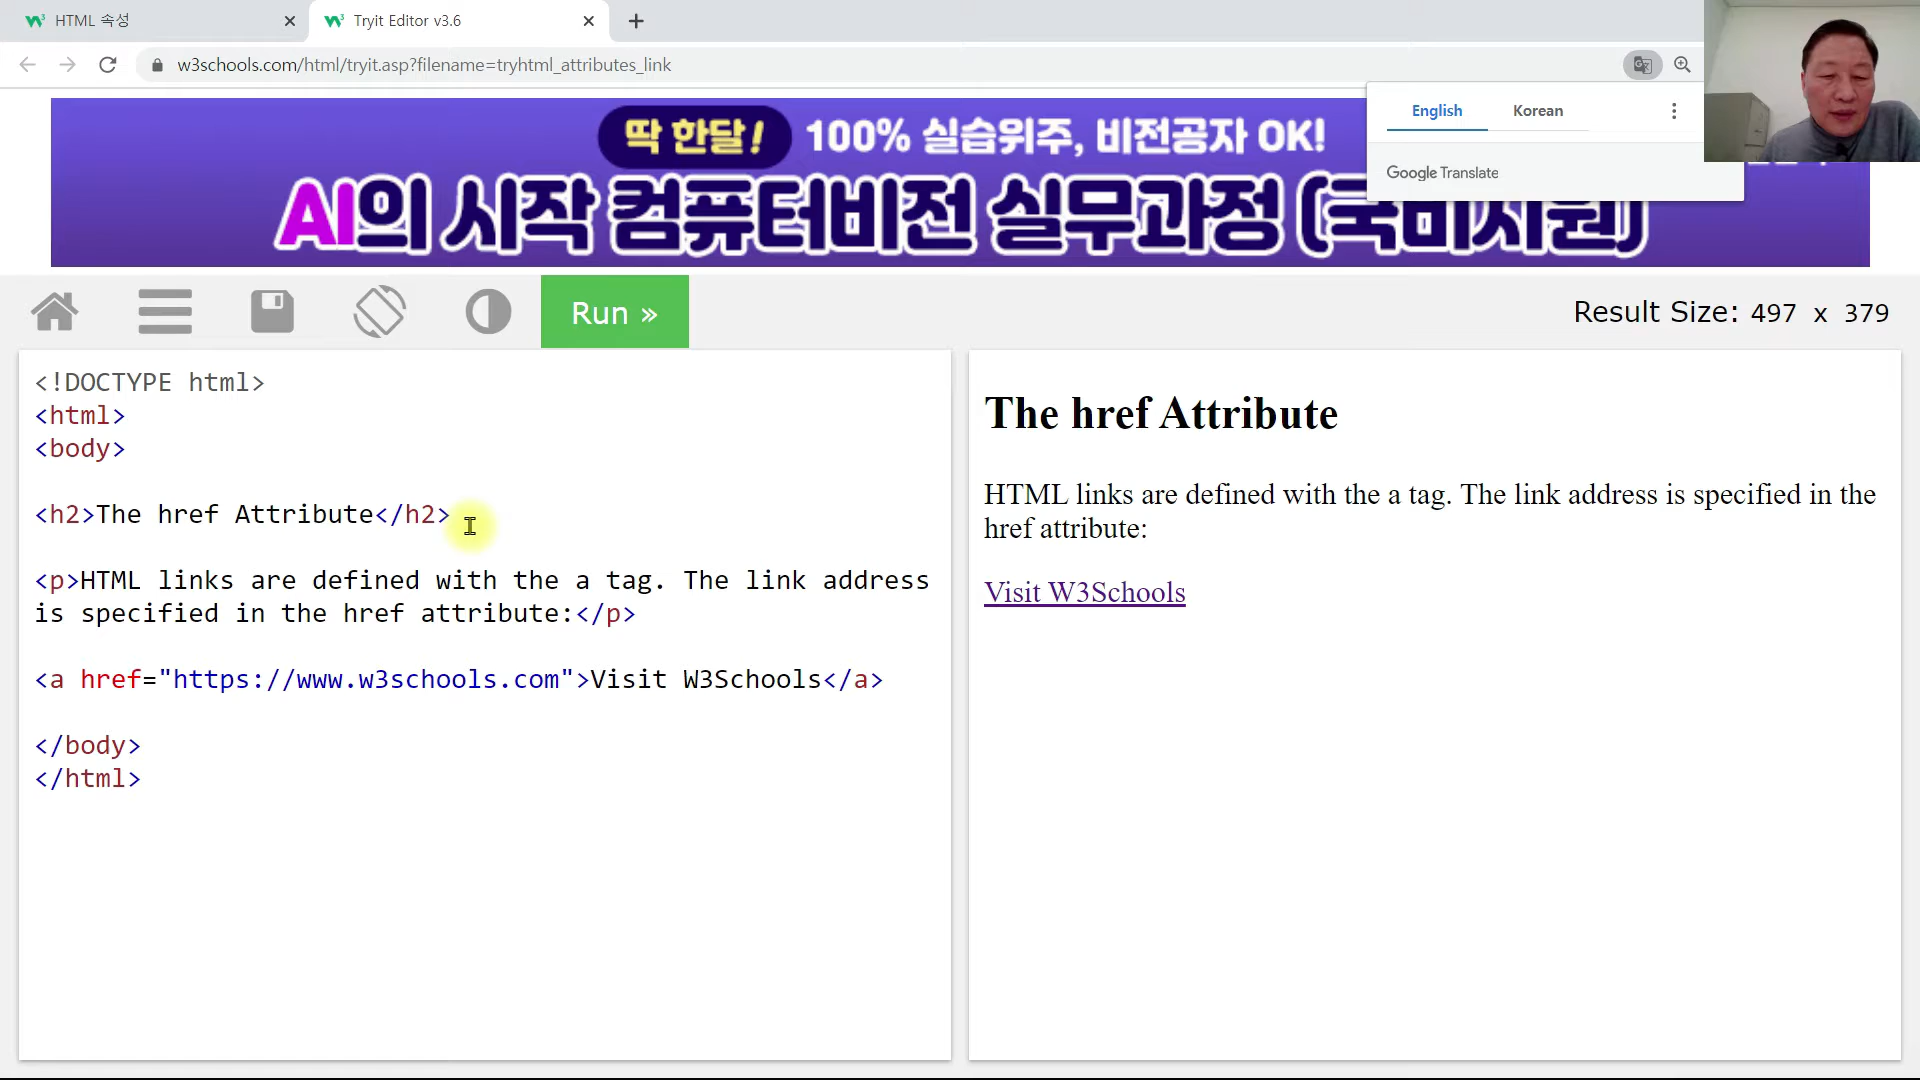 HTML 속성
Tryit Editor v3.6
w3schools.com/html/tryit.asp?filename=tryhtml_attributes_link
English
Korean
Google Translate
딱 한달! 100% 실습위주, 비전공자 OK!
AI의 시작 컴퓨터비전 실무과정 (국비지원)
Run »
Result Size: 497 x 379
<!DOCTYPE html>
<html>
<body>
<h2>The href Attribute</h2>
<p>HTML links are defined with the a tag. The link address
is specified in the href attribute:</p>
<a href="https://www.w3schools.com">Visit W3Schools</a>
</body>
</html>
The href Attribute
HTML links are defined with the a tag. The link address is specified in the
href attribute:
Visit W3Schools